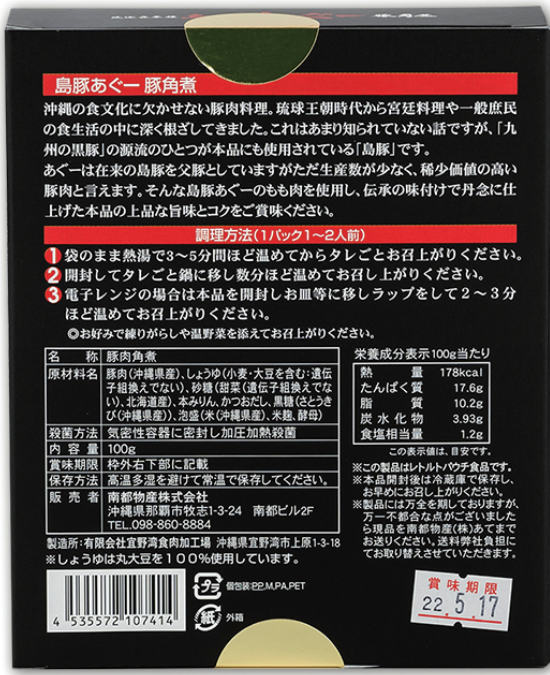 島豚あぐー 豚角煮
沖縄の食文化に欠かせない豚肉料理。琉球王朝時代から宮廷料理や一般庶民
の食生活の中に深く根ざしてきました。これはあまり知られていない話ですが、「九
州の黒豚」の源流のひとつが本品にも使用されている「島豚」です。
あぐーは在来の島豚を父豚としていますがただ生産数が少なく、稀少価値の高い
豚肉と言えます。そんな島豚あぐーのもも肉を使用し、伝承の味付けで丹念に仕
上げた本品の上品な旨味とコクをご賞味ください。
調理方法(1パック1〜2人前)
1 袋のまま熱湯で3〜5分間ほど温めてからタレごとお召上がりください。
2 開封してタレごと鍋に移し数分ほど温めてお召し上がりください。
3 電子レンジの場合は本品を開封しお皿等に移しラップをして2〜3分
ほど温めてお召し上がりください。
◎お好みで練りがらしや温野菜を添えてお召上がりください。
名 称 豚肉角煮
原材料名 豚肉(沖縄県産)、しょうゆ(小麦・大豆を含む:遺伝
子組換えでない)、砂糖(甜菜(遺伝子組換えでな
い)、北海道産)、本みりん、かつおだし、黒糖(さとうき
び(沖縄県産))、泡盛(米(沖縄県産)、米麹、酵母)
殺菌方法 気密性容器に密封し加圧加熱殺菌
内 容 量 100g
賞味期限 枠外右下部に記載
保存方法 高温多湿を避けて常温で保存してください。
販 売 者 南都物産株式会社
沖縄県那覇市牧志1-3-24 南都ビル2F
TEL.098-860-8884
製造所:有限会社宜野湾食肉加工場 沖縄県宜野湾市上原1-3-18
※しょうゆは丸大豆を100%使用しています。
栄養成分表示100g当たり
熱 量 178kcal
たんぱく質 17.6g
脂 質 10.2g
炭水化物 3.93g
食塩相当量 1.2g
この表示値は、目安です。
※この製品はレトルトパウチ食品です。
※本品開封後は冷蔵庫で保存し、
お早めにお召し上がりください。
※製品には万全を期しておりますが、
万一不都合な点がございました
ら現品を南都物産(株)あてまで
お送りください。送料弊社負担に
てお取り替えさせていただきます。
4 535572 107414
プラ 個包装:PP,M,PA,PET
紙 外箱
賞味期限
22.5.17